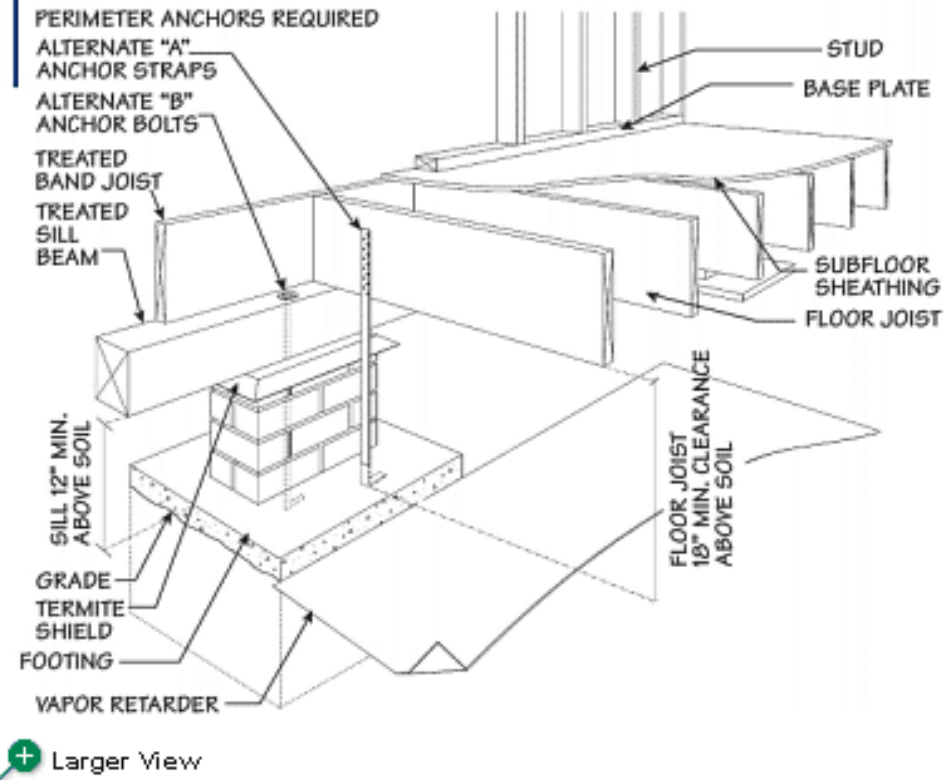 PERIMETER ANCHORS REQUIRED
ALTERNATE "A"
ANCHOR STRAPS
ALTERNATE "B"
ANCHOR BOLTS
TREATED
BAND JOIST
TREATED
SILL
BEAM
STUD
BASE PLATE
SUBFLOOR
SHEATHING
FLOOR JOIST
SILL 12" MIN.
ABOVE SOIL
FLOOR JOIST
18" MIN. CLEARANCE
ABOVE SOIL
GRADE
TERMITE
SHIELD
FOOTING
VAPOR RETARDER
Larger View